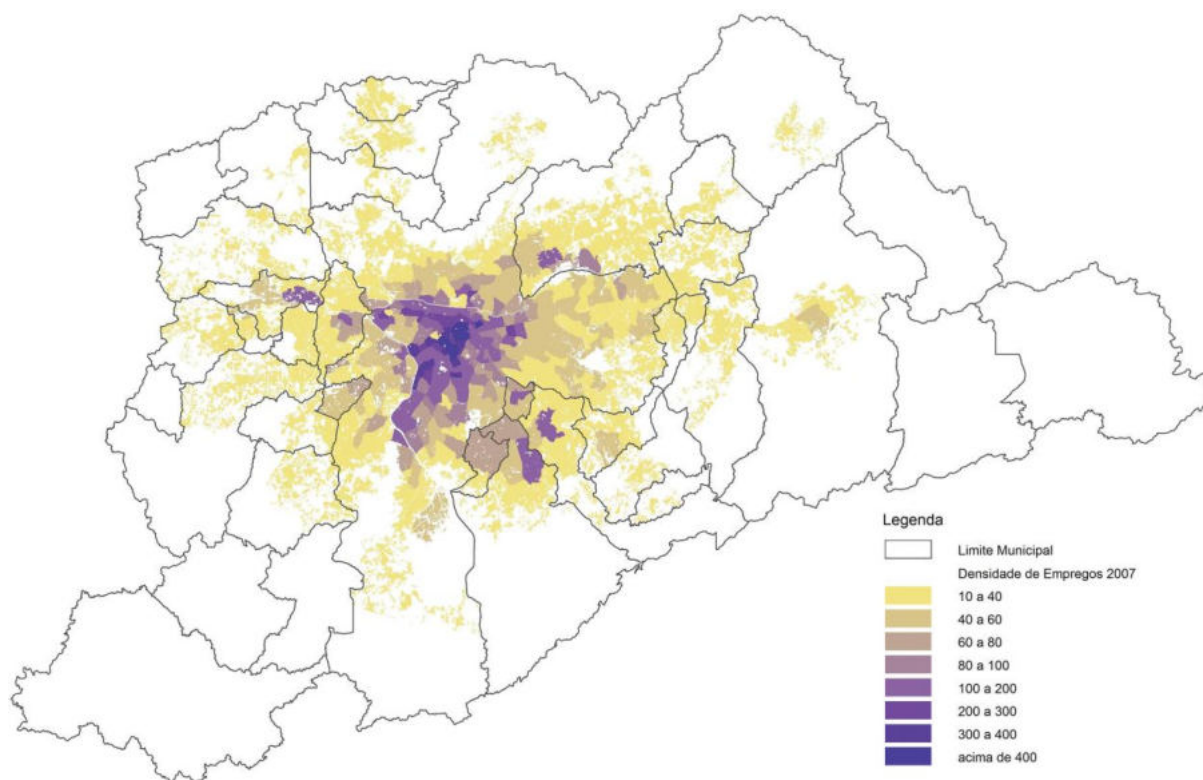 Legenda
Limite Municipal
Densidade de Empregos 2007
10 a 40
40 a 60
60 a 80
80 a 100
100 a 200
200 a 300
300 a 400
acima de 400